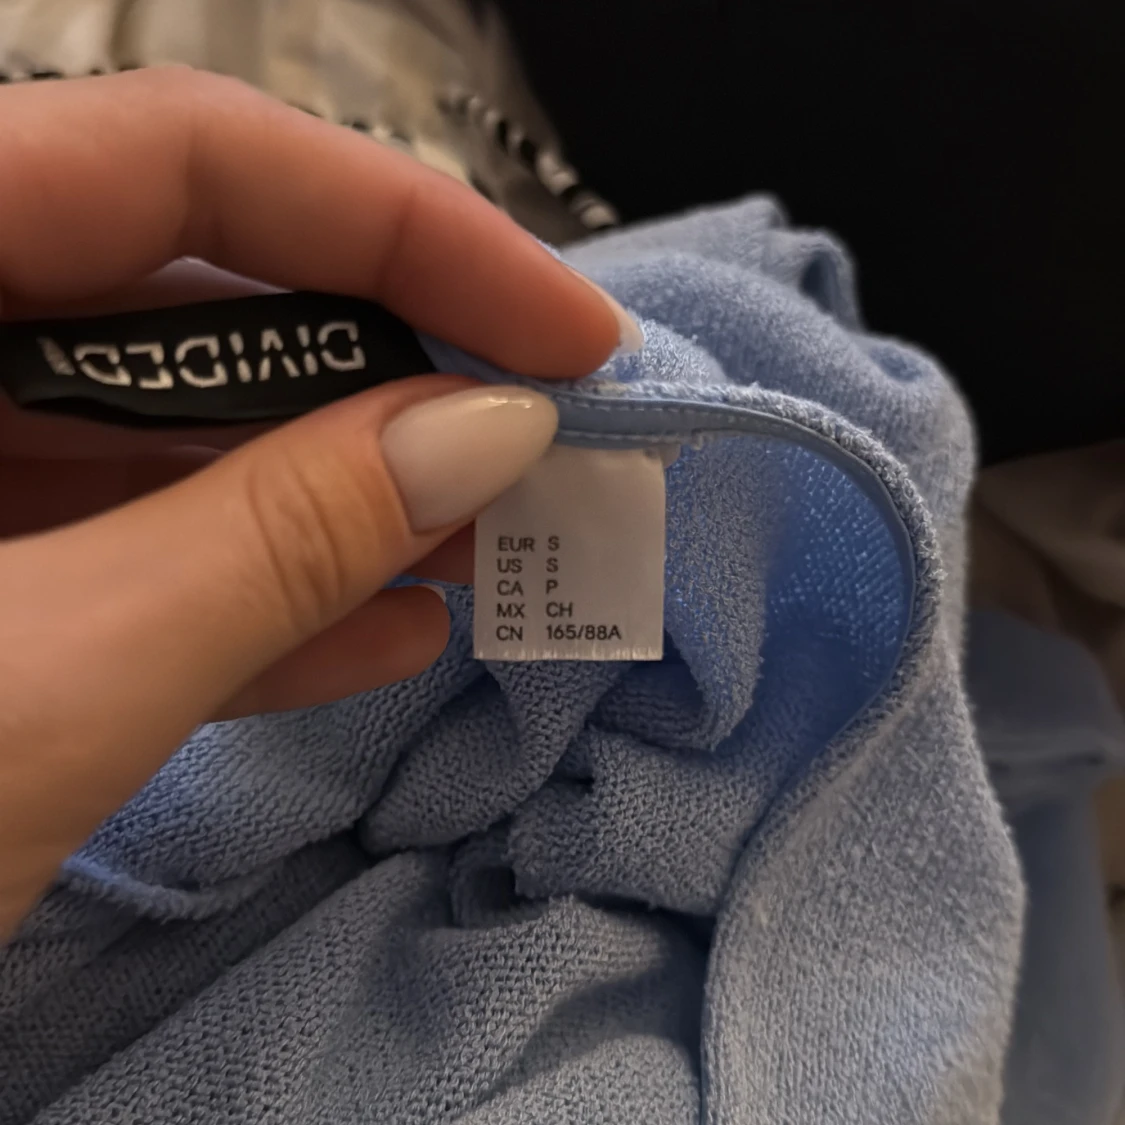 DIVIDED
EUR S
US S
CA P
MX CH
CN 165/88A